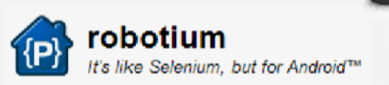 {P}
robotium
It's like Selenium, but for Android™